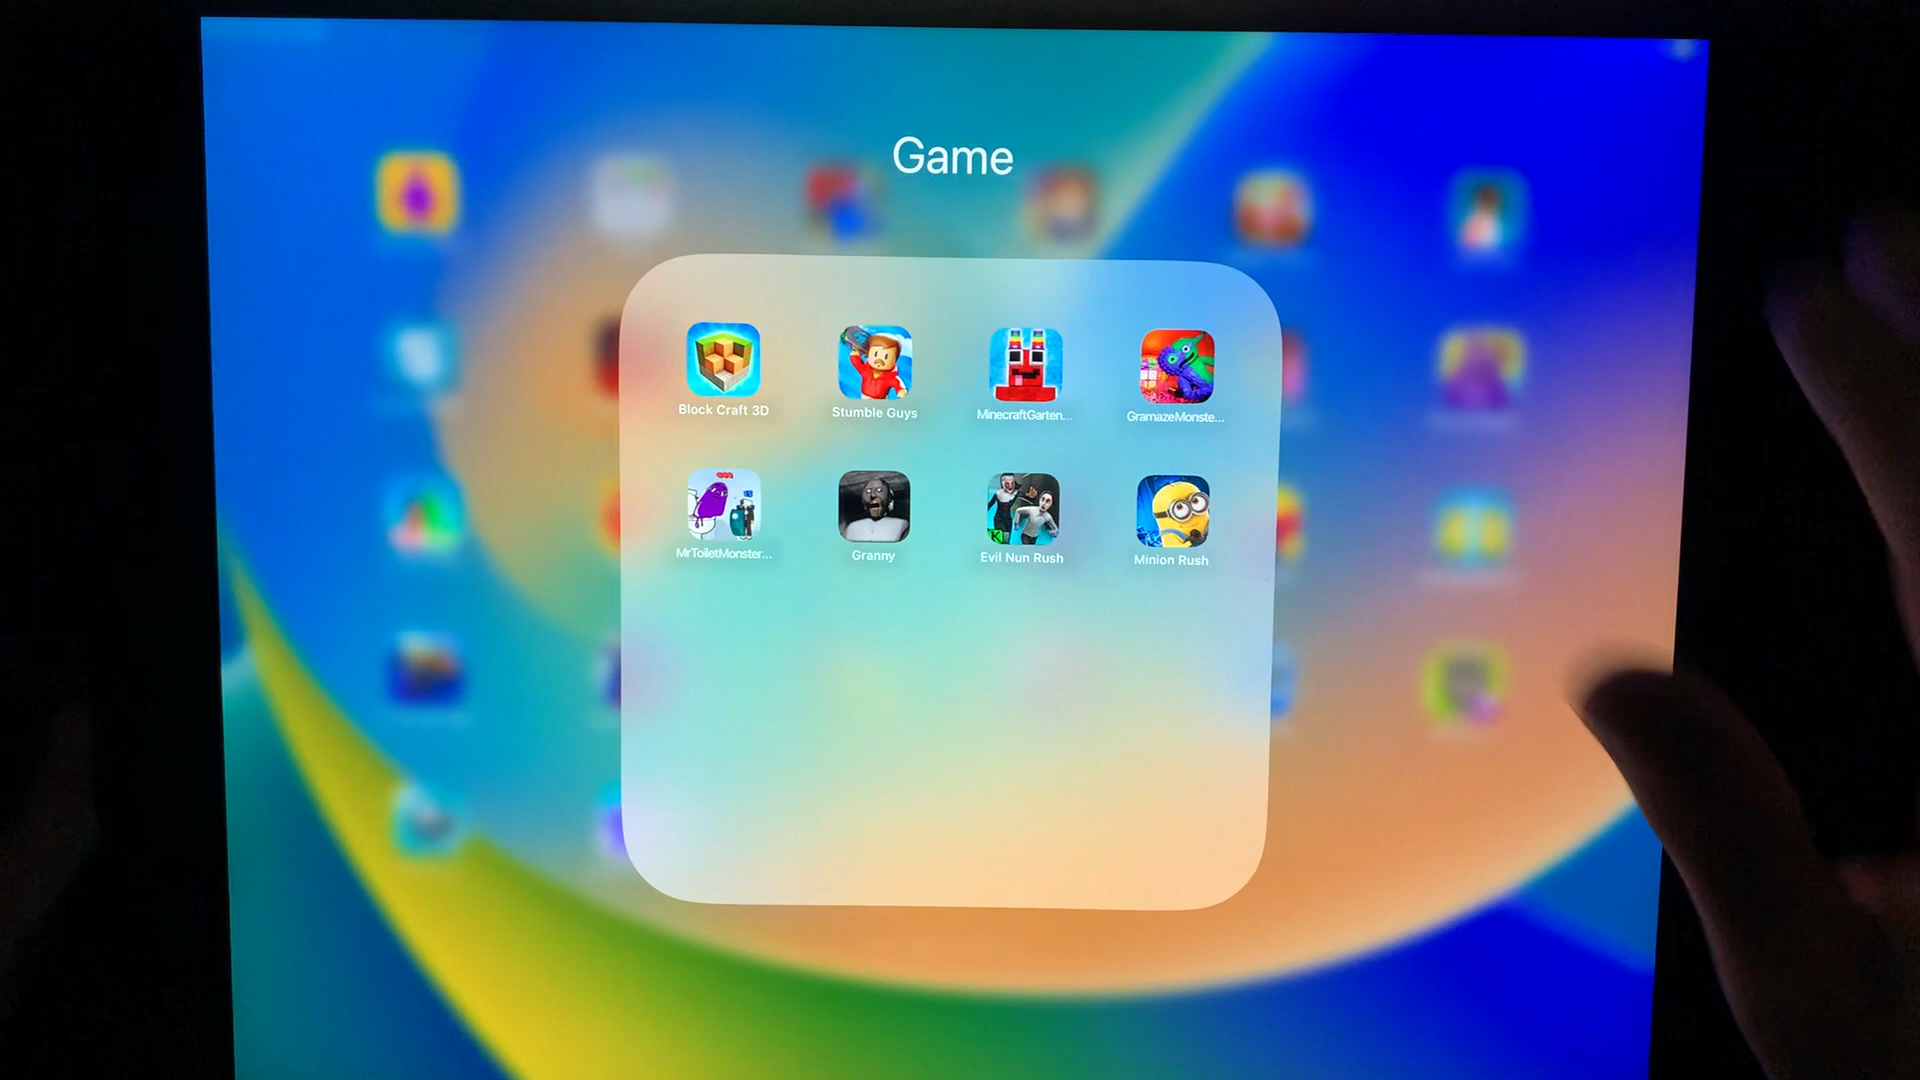 Game
Block Craft 3D
Stumble Guys
MinecraftGarten...
GramazeMonste...
MrToiletMonster...
Granny
Evil Nun Rush
Minion Rush